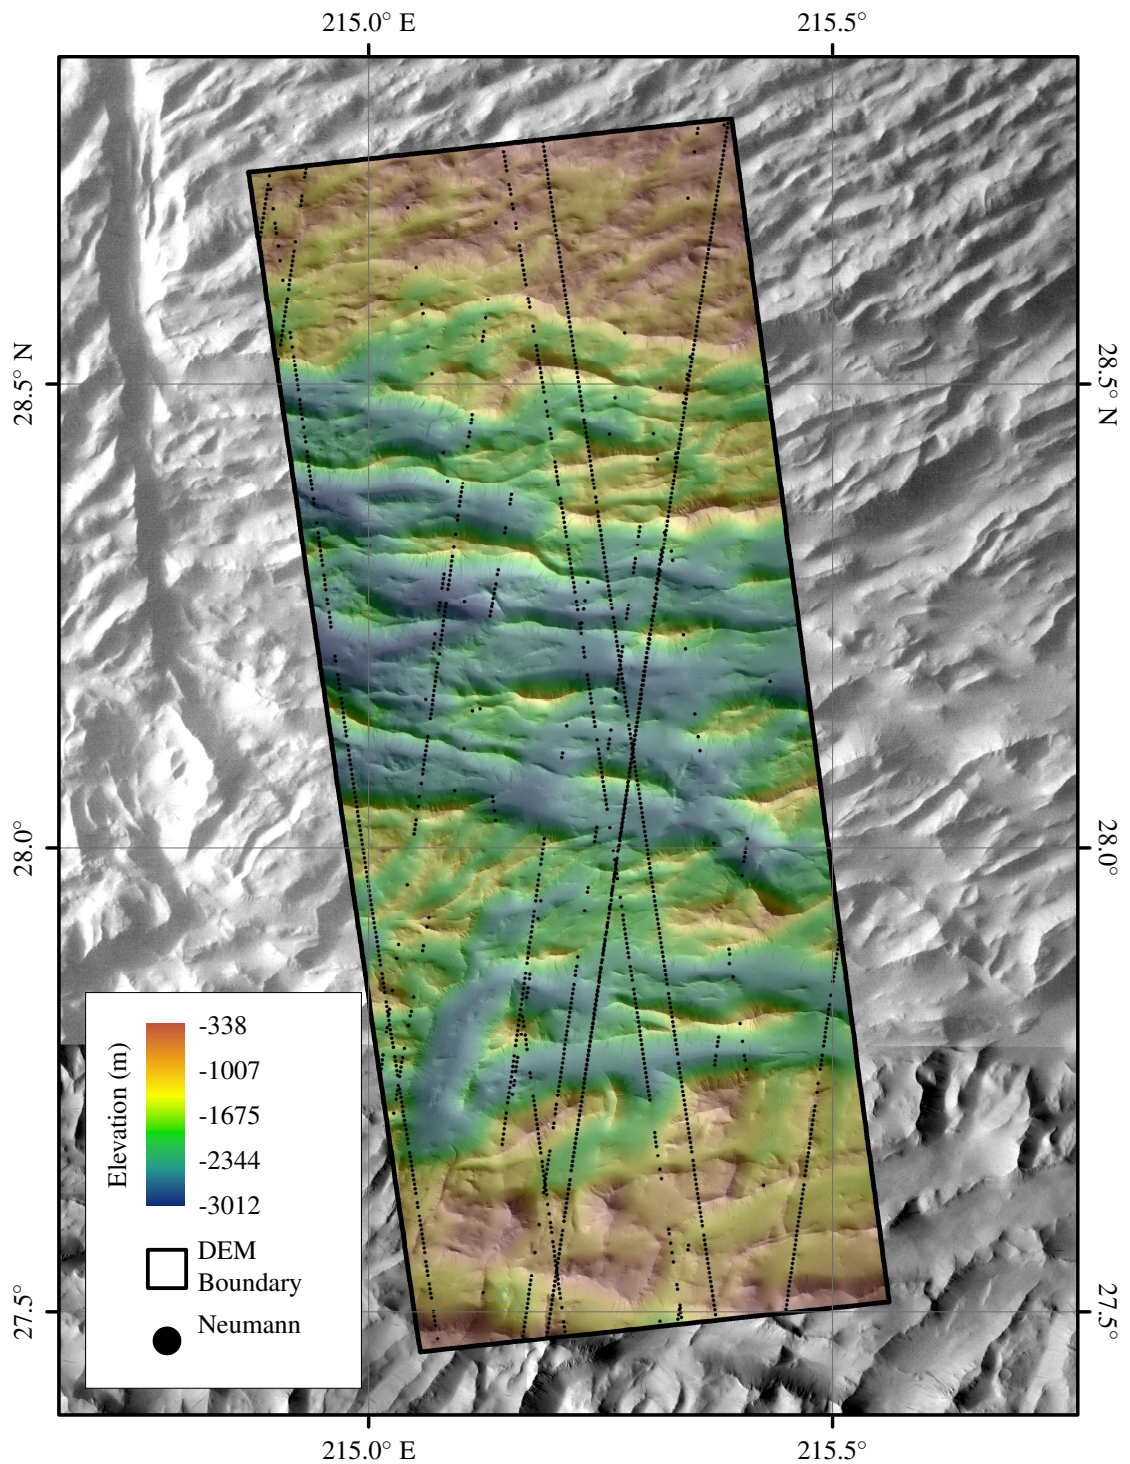 215.0° E 215.5°
28.5° N 28.5° N
28.0° 28.0°
Elevation (m)
-338
-1007
-1675
-2344
-3012
DEM
Boundary
Neumann
27.5° 27.5°
215.0° E 215.5°